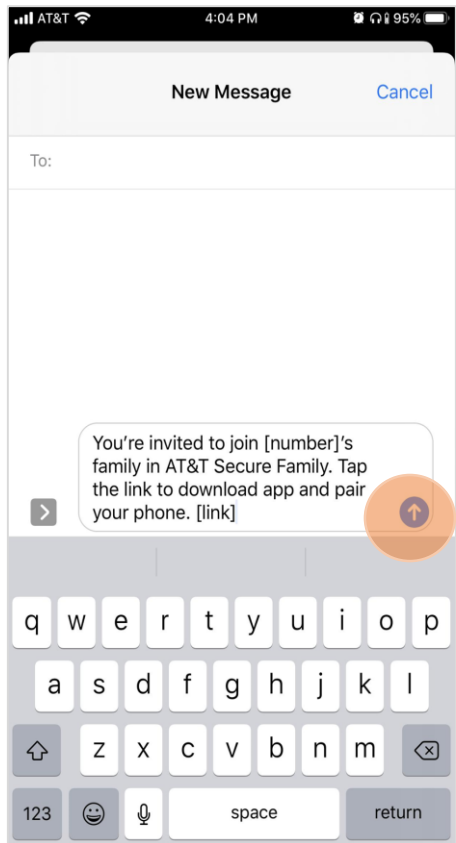 AT&T 4:04 PM 95%
New Message Cancel
To:
You're invited to join [number]'s
family in AT&T Secure Family. Tap
the link to download app and pair
your phone. [link]
q w e r t y u i o p
a s d f g h j k l
z x c v b n m
123 space return